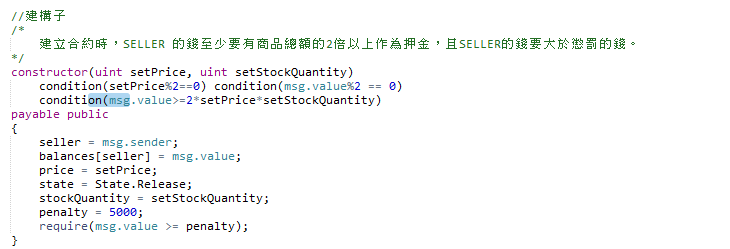 //建構子
/*
    建立合約時，SELLER 的錢至少要有商品總額的2倍以上作為押金，且SELLER的錢要大於懲罰的錢。
*/
constructor(uint setPrice, uint setStockQuantity)
    condition(setPrice%2==0) condition(msg.value%2 == 0)
    condition(msg.value>=2*setPrice*setStockQuantity)
payable public
{
    seller = msg.sender;
    balances[seller] = msg.value;
    price = setPrice;
    state = State.Release;
    stockQuantity = setStockQuantity;
    penalty = 5000;
    require(msg.value >= penalty);
}